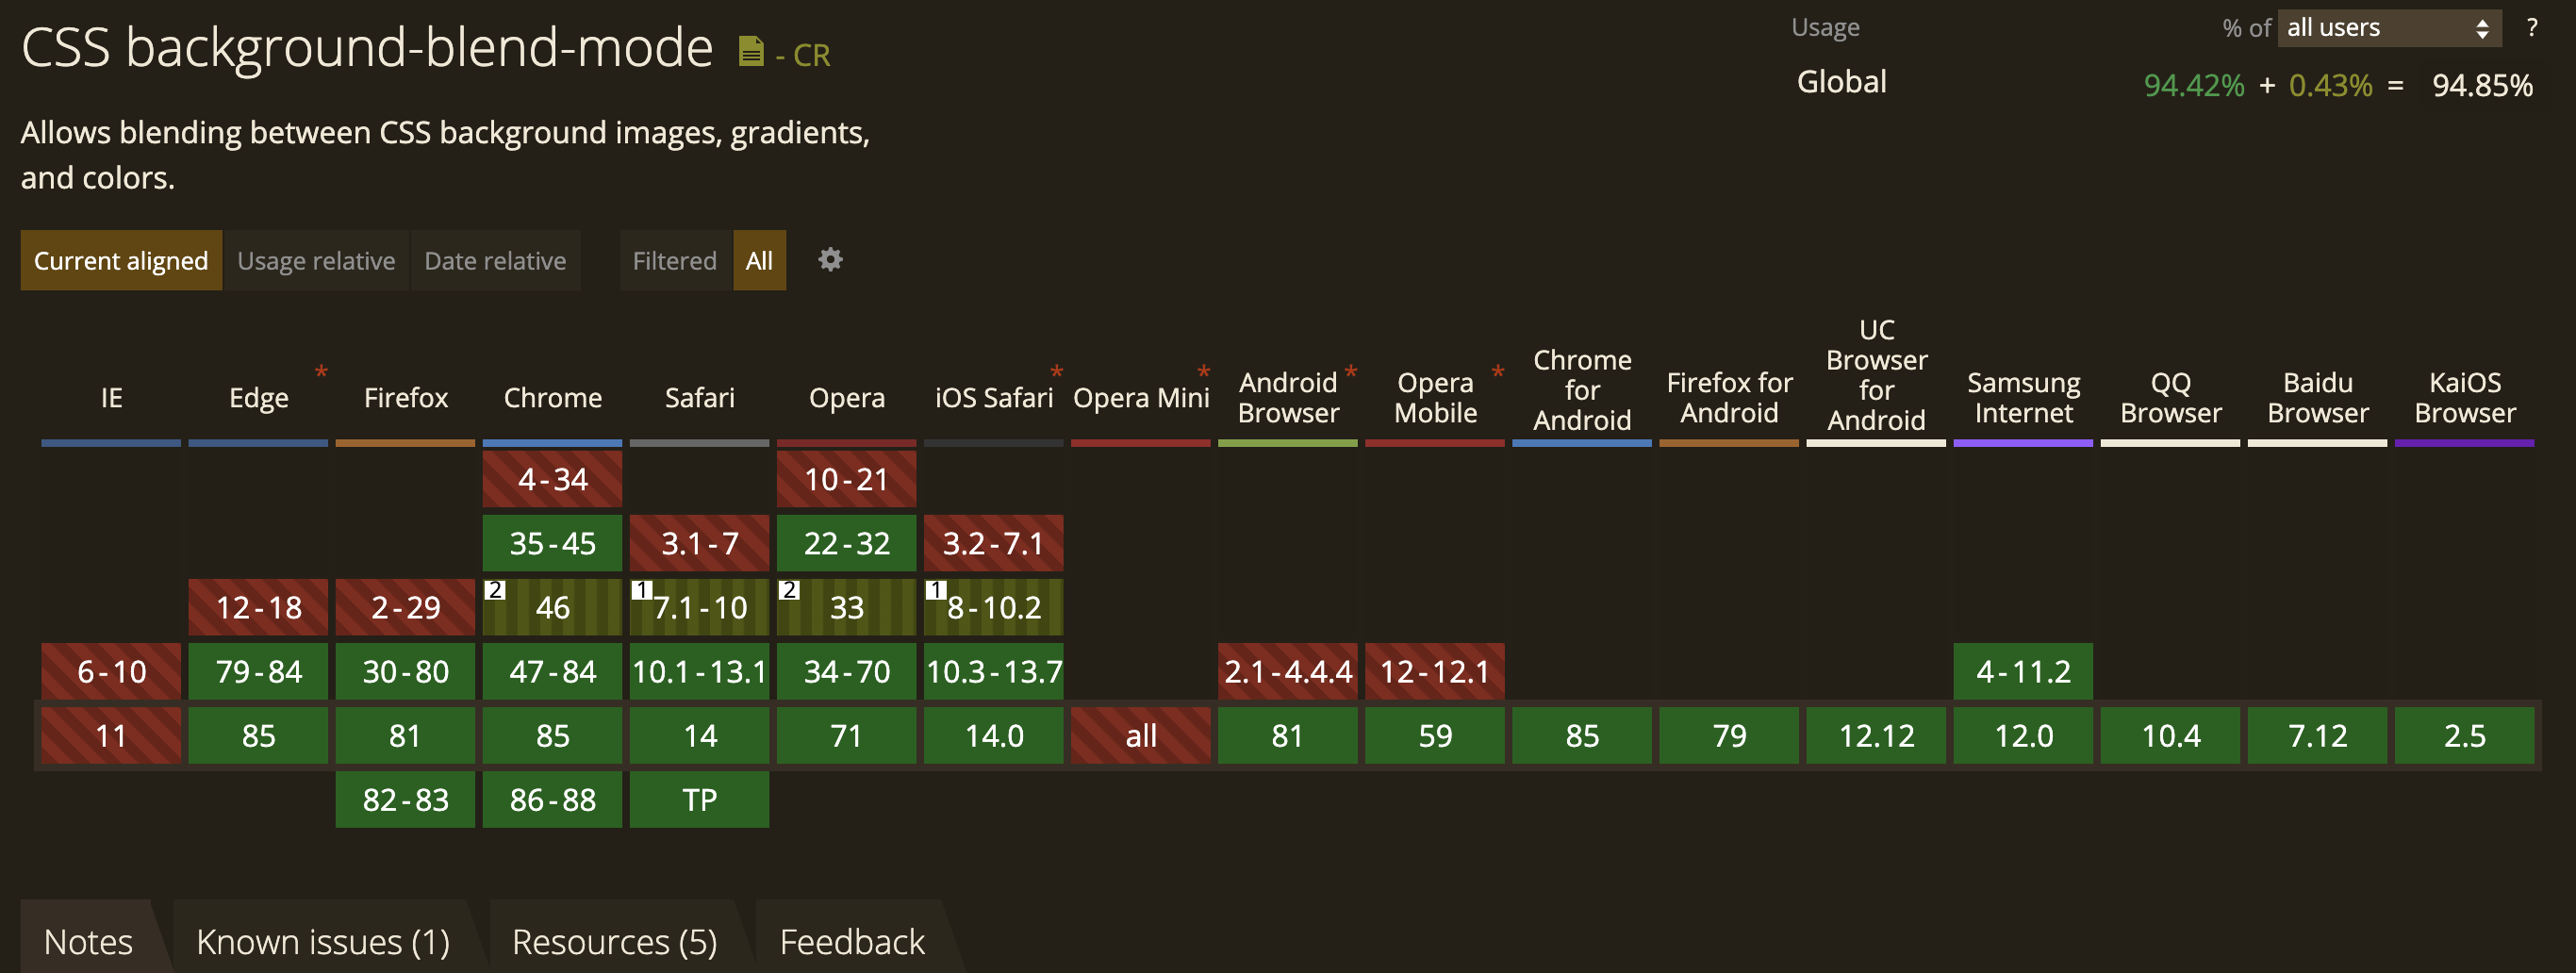 CSS background-blend-mode - CR
Usage % of all users ?
Global 94.42% + 0.43% = 94.85%
Allows blending between CSS background images, gradients,
and colors.
Current aligned Usage relative Date relative Filtered All
IE Edge * Firefox Chrome Safari Opera iOS Safari * Opera Mini * Android Browser * Opera Mobile * Chrome for Android Firefox for Android UC Browser for Android Samsung Internet QQ Browser Baidu Browser KaiOS Browser
4-34 10-21
35-45 3.1-7 22-32 3.2-7.1
12-18 2-29 2 46 1 7.1-10 2 33 1 8-10.2
6-10 79-84 30-80 47-84 10.1-13.1 34-70 10.3-13.7 2.1-4.4.4 12-12.1 4-11.2
11 85 81 85 14 71 14.0 all 81 59 85 79 12.12 12.0 10.4 7.12 2.5
82-83 86-88 TP
Notes Known issues (1) Resources (5) Feedback